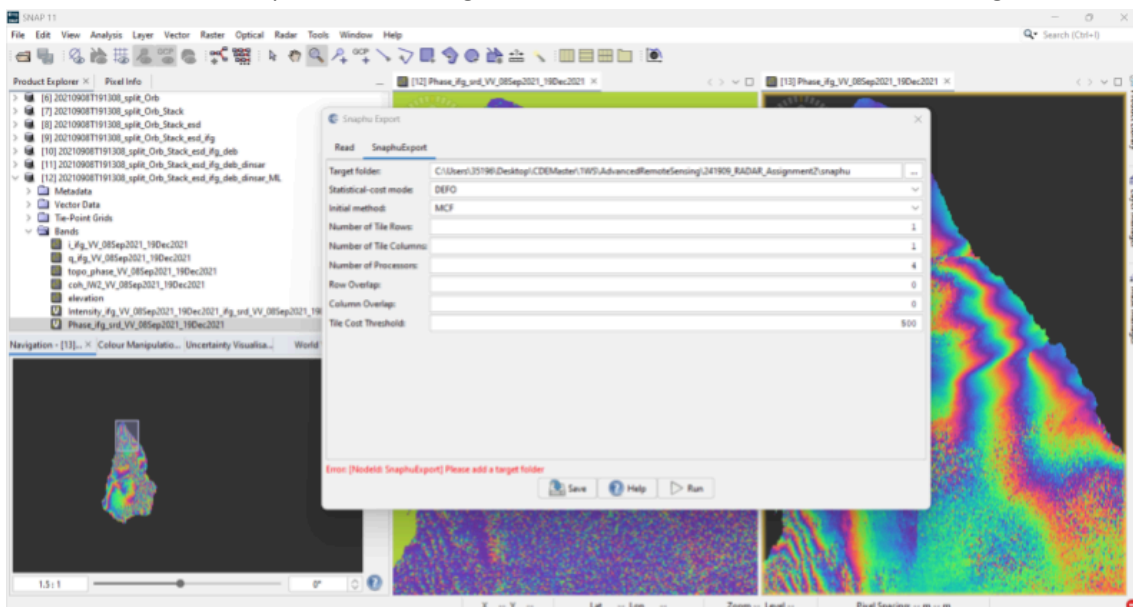 SNAP 11
File Edit View Analysis Layer Vector Raster Optical Radar Tools Window Help
Search (Ctrl+I)
Product Explorer × Pixel Info
[12] Phase_ifg_srd_VV_08Sep2021_19Dec2021 ×
[13] Phase_ifg_VV_08Sep2021_19Dec2021 ×
[6] 20210908T191308_split_Orb
[7] 20210908T191308_split_Orb_Stack
[8] 20210908T191308_split_Orb_Stack_esd
[9] 20210908T191308_split_Orb_Stack_esd_ifg
[10] 20210908T191308_split_Orb_Stack_esd_ifg_deb
[11] 20210908T191308_split_Orb_Stack_esd_ifg_deb_dinsar
[12] 20210908T191308_split_Orb_Stack_esd_ifg_deb_dinsar_ML
Metadata
Vector Data
Tie-Point Grids
Bands
i_ifg_VV_08Sep2021_19Dec2021
q_ifg_VV_08Sep2021_19Dec2021
topo_phase_VV_08Sep2021_19Dec2021
coh_IW2_VV_08Sep2021_19Dec2021
elevation
Intensity_ifg_VV_08Sep2021_19Dec2021_ifg_srd_VV_08Sep2021_19
Phase_ifg_srd_VV_08Sep2021_19Dec2021
Navigation - [13]... × Colour Manipulatio... Uncertainty Visualisa... World
1.5 : 1
0°
Snaphu Export
Read SnaphuExport
Target folder: C:\Users\35196\Desktop\CDEMaster\1WS\AdvancedRemoteSensing\241909_RADAR_Assignment2\snaphu ...
Statistical-cost mode: DEFO
Initial method: MCF
Number of Tile Rows: 1
Number of Tile Columns: 1
Number of Processors: 4
Row Overlap: 0
Column Overlap: 0
Tile Cost Threshold: 500
Error: [NodeId: SnaphuExport] Please add a target folder
Save Help Run
X -- Y -- Lat -- Lon -- Zoom -- Level -- Pixel Spacing: -- m -- m